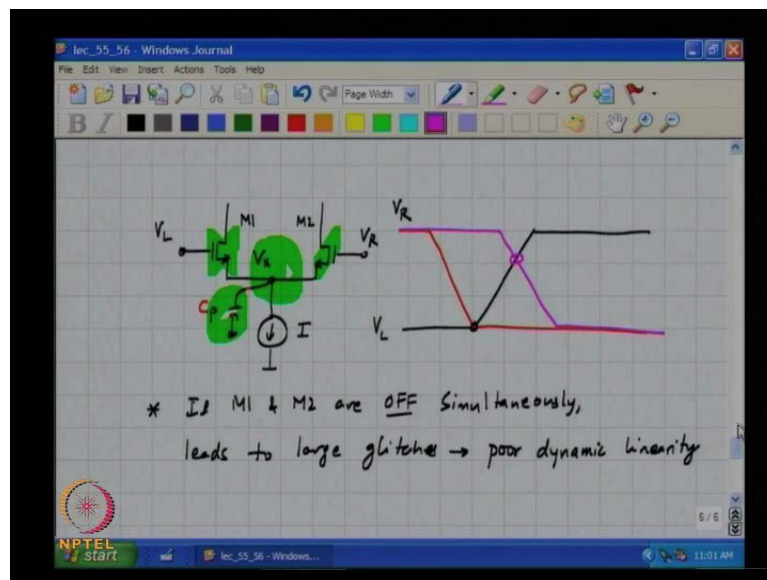 lec_55_56 - Windows Journal
File Edit View Insert Actions Tools Help
Page Width
B I
M1 M2
V_L V_x V_R
C_p I
V_R
V_L
* If M1 & M2 are OFF Simultaneously,
leads to large glitches → poor dynamic linearity
6/6
NPTEL
start lec_55_56 - Windows... 11:01 AM